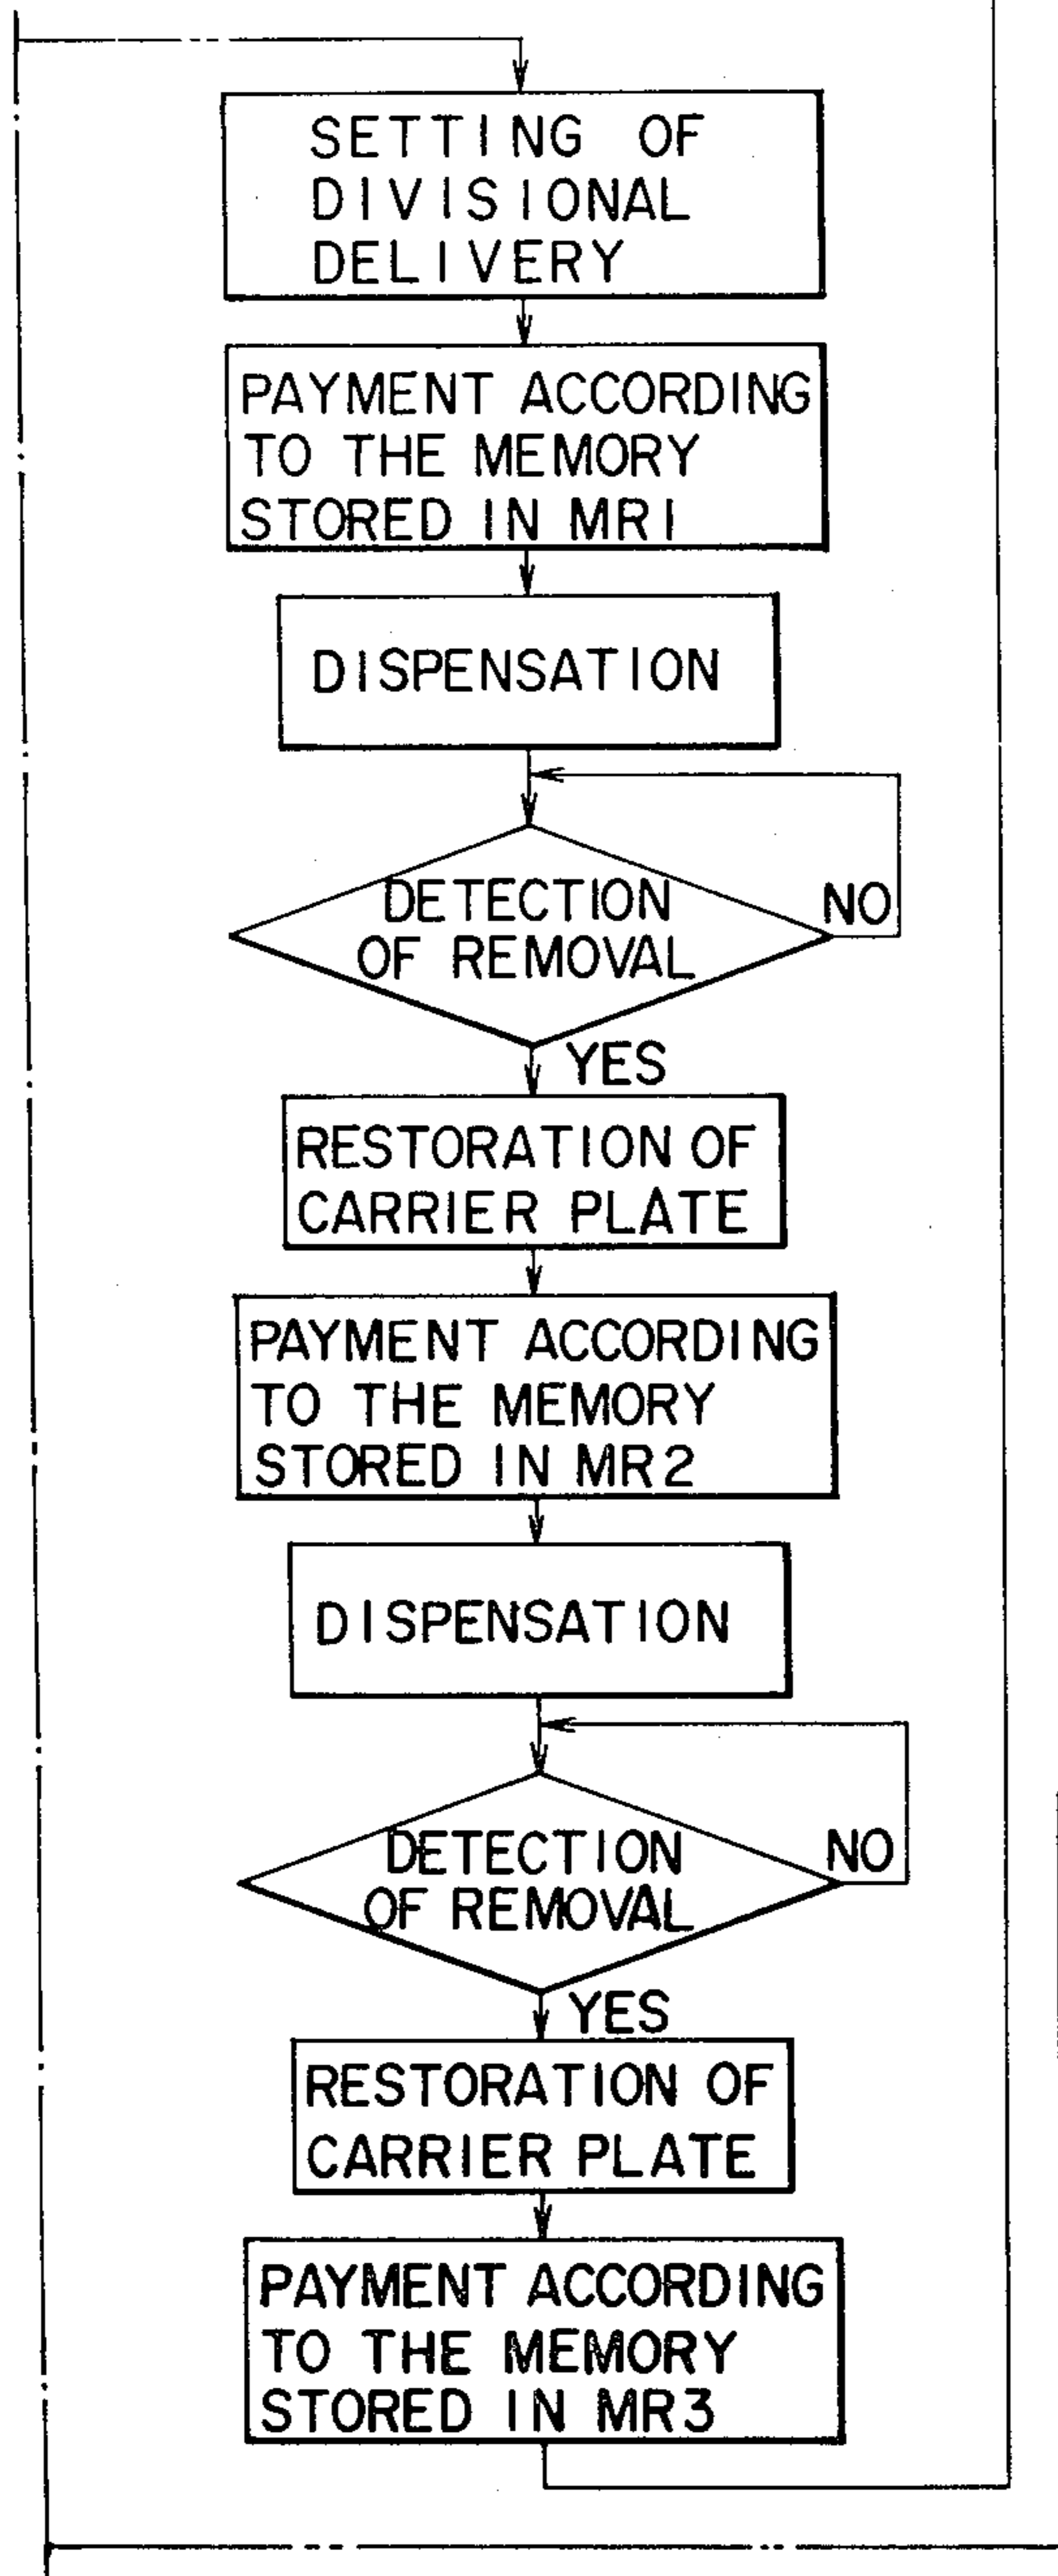 SETTING OF
DIVISIONAL
DELIVERY
PAYMENT ACCORDING
TO THE MEMORY
STORED IN MR1
DISPENSATION
DETECTION
OF REMOVAL
NO
YES
RESTORATION OF
CARRIER PLATE
PAYMENT ACCORDING
TO THE MEMORY
STORED IN MR2
DISPENSATION
DETECTION
OF REMOVAL
NO
YES
RESTORATION OF
CARRIER PLATE
PAYMENT ACCORDING
TO THE MEMORY
STORED IN MR3